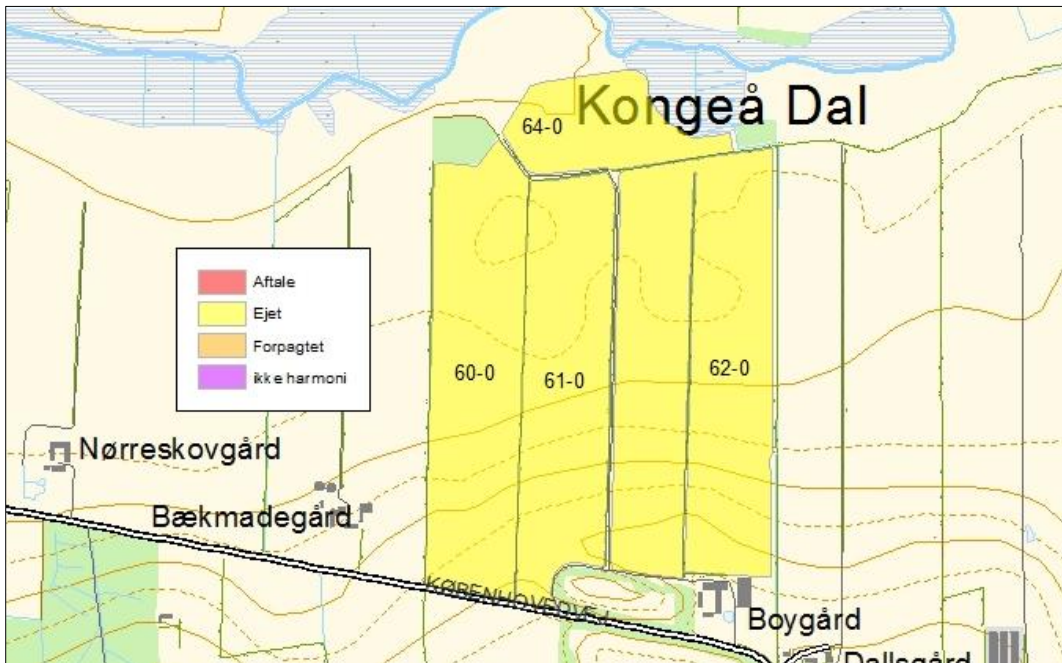 Kongeå Dal
64-0
Aftale
Ejet
Forpagtet
ikke harmoni
60-0
61-0
62-0
Nørreskovgård
Bækmadegård
KØBENHOVEDVEJ
Boygård
Dallsgård